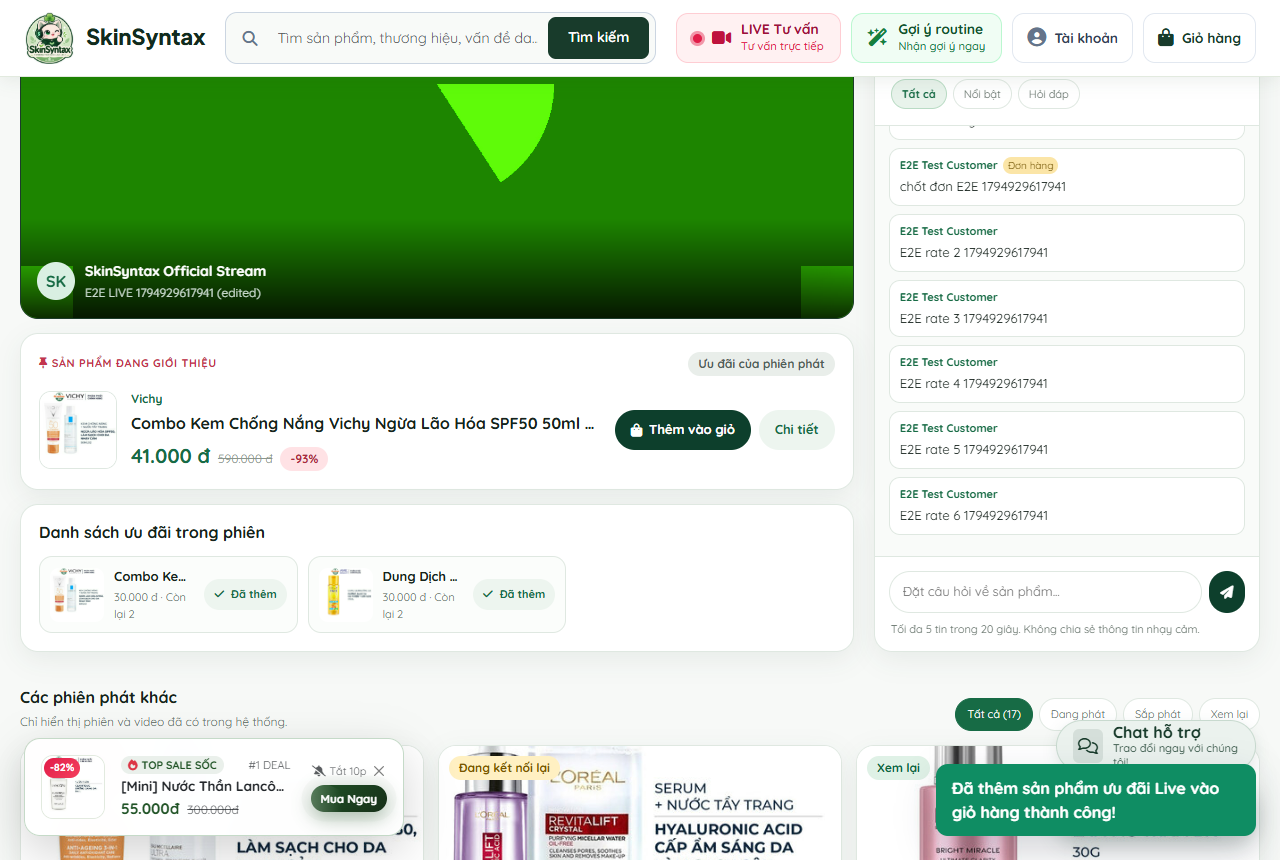 SkinSyntax
SkinSyntax
Tìm sản phẩm, thương hiệu, vấn đề da..
Tìm kiếm
LIVE Tư vấn
Tư vấn trực tiếp
Gợi ý routine
Nhận gợi ý ngay
Tài khoản
Giỏ hàng
Tất cả
Nổi bật
Hỏi đáp
SK
SkinSyntax Official Stream
E2E LIVE 1794929617941 (edited)
E2E Test Customer Đơn hàng
chốt đơn E2E 1794929617941
E2E Test Customer
E2E rate 2 1794929617941
E2E Test Customer
E2E rate 3 1794929617941
E2E Test Customer
E2E rate 4 1794929617941
E2E Test Customer
E2E rate 5 1794929617941
E2E Test Customer
E2E rate 6 1794929617941
Đặt câu hỏi về sản phẩm...
Tối đa 5 tin trong 20 giây. Không chia sẻ thông tin nhạy cảm.
SẢN PHẨM ĐANG GIỚI THIỆU
Ưu đãi của phiên phát
VICHY
Vichy
Combo Kem Chống Nắng Vichy Ngừa Lão Hóa SPF50 50ml ...
41.000 đ 590.000 đ -93%
Thêm vào giỏ
Chi tiết
Danh sách ưu đãi trong phiên
Combo Ke...
30.000 đ · Còn
lại 2
Đã thêm
Dung Dịch ...
30.000 đ · Còn
lại 2
Đã thêm
Các phiên phát khác
Chỉ hiển thị phiên và video đã có trong hệ thống.
Tất cả (17)
Đang phát
Sắp phát
Xem lại
Chat hỗ trợ
Trao đổi ngay với chúng
tôi!
-82%
TOP SALE SỐC
#1 DEAL
[Mini] Nước Thần Lancô...
55.000đ 300.000đ
Tắt 10p
Mua Ngay
LÀM SẠCH CHO DA
Đang kết nối lại
L'ORÉAL
PARIS
REVITALIFT
CRYSTAL
PURIFYING MICELLAR WATER
OIL-FREE
SERUM
+ NƯỚC TẨY TRANG
HYALURONIC ACID
CẤP ẨM SÁNG DA
Xem lại
BRIGHT MIRACLE
30G
Đã thêm sản phẩm ưu đãi Live vào
giỏ hàng thành công!